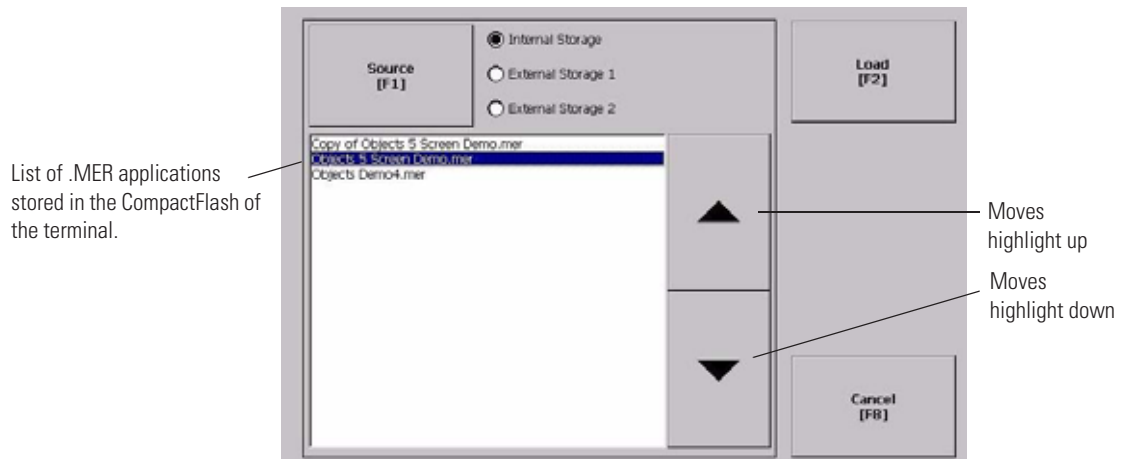 Source
[F1]
Internal Storage
External Storage 1
External Storage 2
Load
[F2]
Copy of Objects 5 Screen Demo.mer
Objects 5 Screen Demo.mer
Objects Demo4.mer
List of .MER applications
stored in the CompactFlash of
the terminal.
Moves
highlight up
Moves
highlight down
Cancel
[F8]